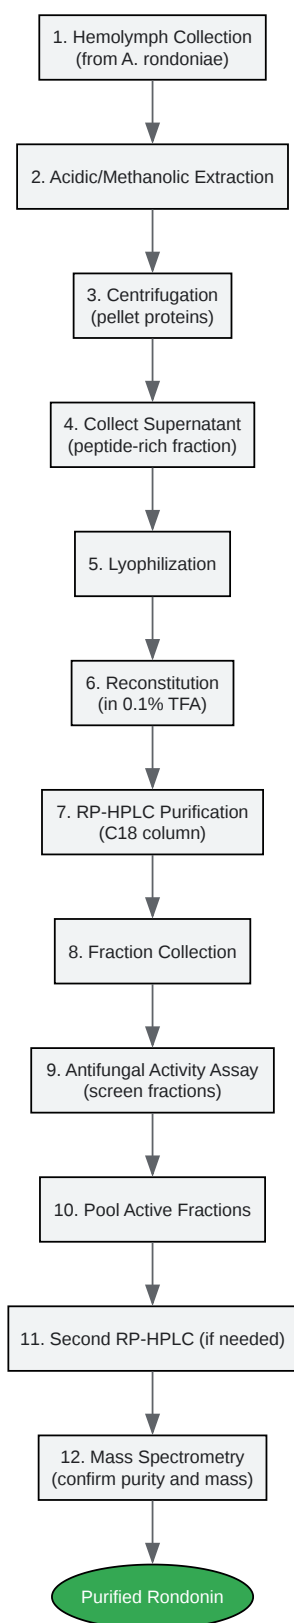 1. Hemolymph Collection
(from A. rondoniae)
2. Acidic/Methanolic Extraction
3. Centrifugation
(pellet proteins)
4. Collect Supernatant
(peptide-rich fraction)
5. Lyophilization
6. Reconstitution
(in 0.1% TFA)
7. RP-HPLC Purification
(C18 column)
8. Fraction Collection
9. Antifungal Activity Assay
(screen fractions)
10. Pool Active Fractions
11. Second RP-HPLC (if needed)
12. Mass Spectrometry
(confirm purity and mass)
Purified Rondonin